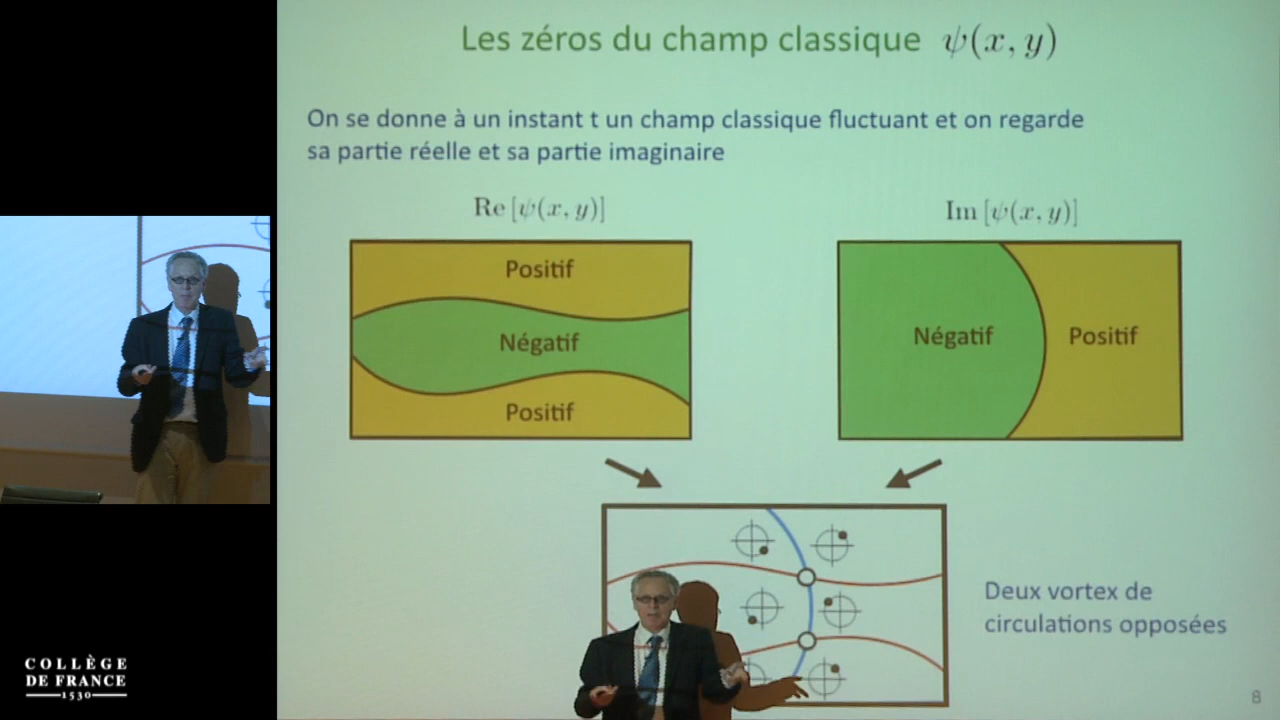 Les zéros du champ classique ψ(x, y)
On se donne à un instant t un champ classique fluctuant et on regarde
sa partie réelle et sa partie imaginaire
Re [ψ(x, y)]
Im [ψ(x, y)]
Positif
Négatif
Positif
Négatif
Positif
Deux vortex de
circulations opposées
8
COLLÈGE
DE FRANCE
1530